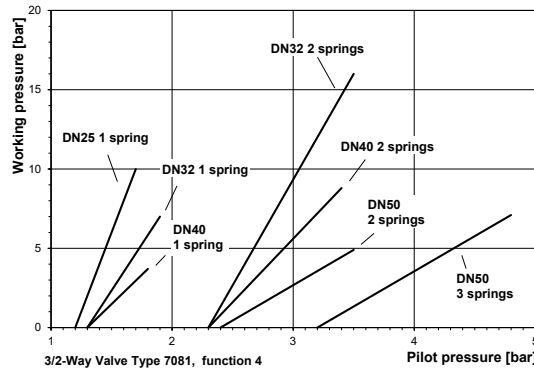 Working pressure [bar]
20
15
10
5
0
DN32 2 springs
DN25 1 spring
DN40 2 springs
DN32 1 spring
DN50
2 springs
DN40
1 spring
DN50
3 springs
1
2
3
4
5
3/2-Way Valve Type 7081, function 4
Pilot pressure [bar]